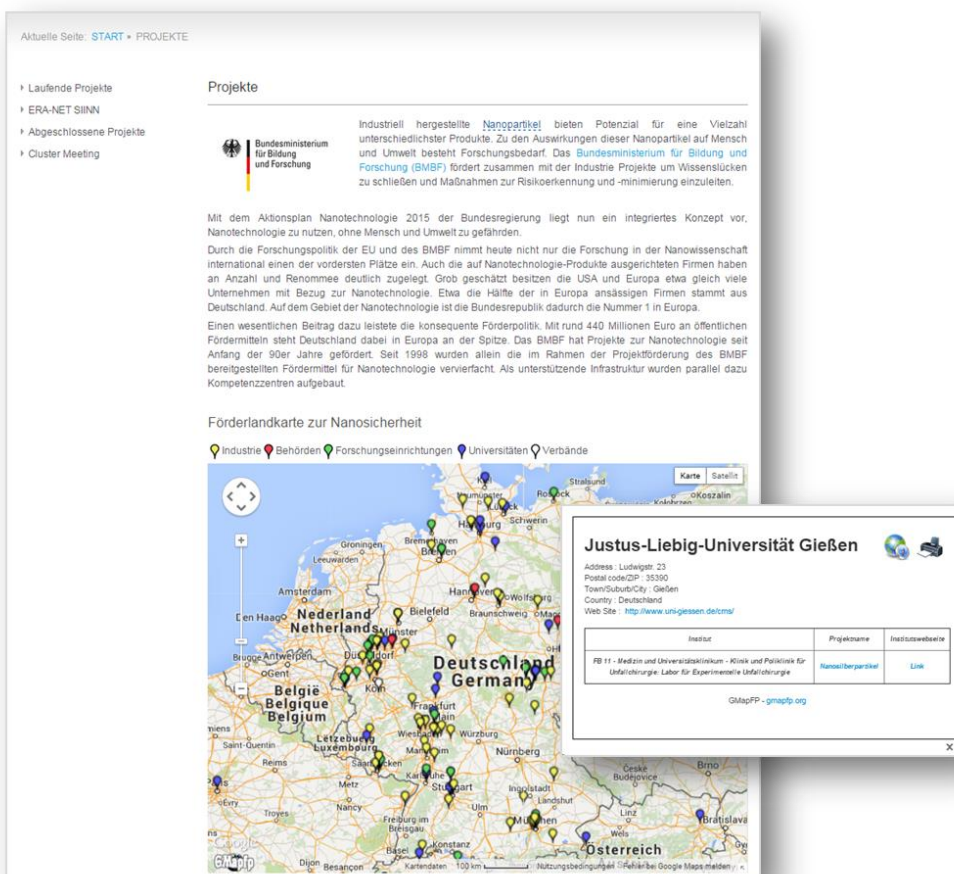 Aktuelle Seite: START • PROJEKTE
Laufende Projekte
ERA-NET SIINN
Abgeschlossene Projekte
Cluster Meeting
Projekte
Bundesministerium
für Bildung
und Forschung
Industriell hergestellte Nanopartikel bieten Potenzial für eine Vielzahl
unterschiedlichster Produkte. Zu den Auswirkungen dieser Nanopartikel auf Mensch
und Umwelt besteht Forschungsbedarf. Das Bundesministerium für Bildung und
Forschung (BMBF) fördert zusammen mit der Industrie Projekte um Wissenslücken
zu schließen und Maßnahmen zur Risikoerkennung und -minimierung einzuleiten.
Mit dem Aktionsplan Nanotechnologie 2015 der Bundesregierung liegt nun ein integriertes Konzept vor,
Nanotechnologie zu nutzen, ohne Mensch und Umwelt zu gefährden.
Durch die Forschungspolitik der EU und des BMBF nimmt heute nicht nur die Forschung in der Nanowissenschaft
international einen der vordersten Plätze ein. Auch die auf Nanotechnologie-Produkte ausgerichteten Firmen haben
an Anzahl und Renommee deutlich zugelegt. Grob geschätzt besitzen die USA und Europa etwa gleich viele
Unternehmen mit Bezug zur Nanotechnologie. Etwa die Hälfte der in Europa ansässigen Firmen stammt aus
Deutschland. Auf dem Gebiet der Nanotechnologie ist die Bundesrepublik dadurch die Nummer 1 in Europa.
Einen wesentlichen Beitrag dazu leistete die konsequente Förderpolitik. Mit rund 440 Millionen Euro an öffentlichen
Fördermitteln steht Deutschland dabei in Europa an der Spitze. Das BMBF hat Projekte zur Nanotechnologie seit
Anfang der 90er Jahre gefördert. Seit 1998 wurden allein die im Rahmen der Projektförderung des BMBF
bereitgestellten Fördermittel für Nanotechnologie vervierfacht. Als unterstützende Infrastruktur wurden parallel dazu
Kompetenzzentren aufgebaut.
Förderlandkarte zur Nanosicherheit
Industrie Behörden Forschungseinrichtungen Universitäten Verbände
Karte Satellit
Stralsund
Koszalin
Lübeck
Schwerin
Groningen
Leeuwarden
Amsterdam
Wolfsburg
Den Haag
Nederland
Netherlands
Bielefeld
Braunschweig
Münster
Brugge Antwerpen
Gent
Deutschland
Germany
Köln
België
Belgique
Belgium
Frankfurt
Wiesbaden
Würzburg
Saint-Quentin
Luxembourg
Nürnberg
Reims
Metz
Karlsruhe
Stuttgart
Ingolstadt
České
Budějovice
Brno
Evry
Troyes
Nancy
Ulm
Landshut
Linz
Bratislava
Freiburg im
Breisgau
München
Wels
Konstanz
Österreich
Basel
GMapfp
Dijon
Besançon
Kartendaten 100 km Nutzungsbedingungen Fehler bei Google Maps melden
Justus-Liebig-Universität Gießen
Address : Ludwigstr. 23
Postal code/ZIP : 35390
Town/Suburb/City : Gießen
Country : Deutschland
Web Site : http://www.uni-giessen.de/cms/
Institut Projektname Institutswebseite
FB 11 - Medizin und Universitätsklinikum - Klinik und Poliklinik für
Unfallchirurgie: Labor für Experimentelle Unfallchirurgie
Nanosilberpartikel Link
GMapFP - gmapfp.org